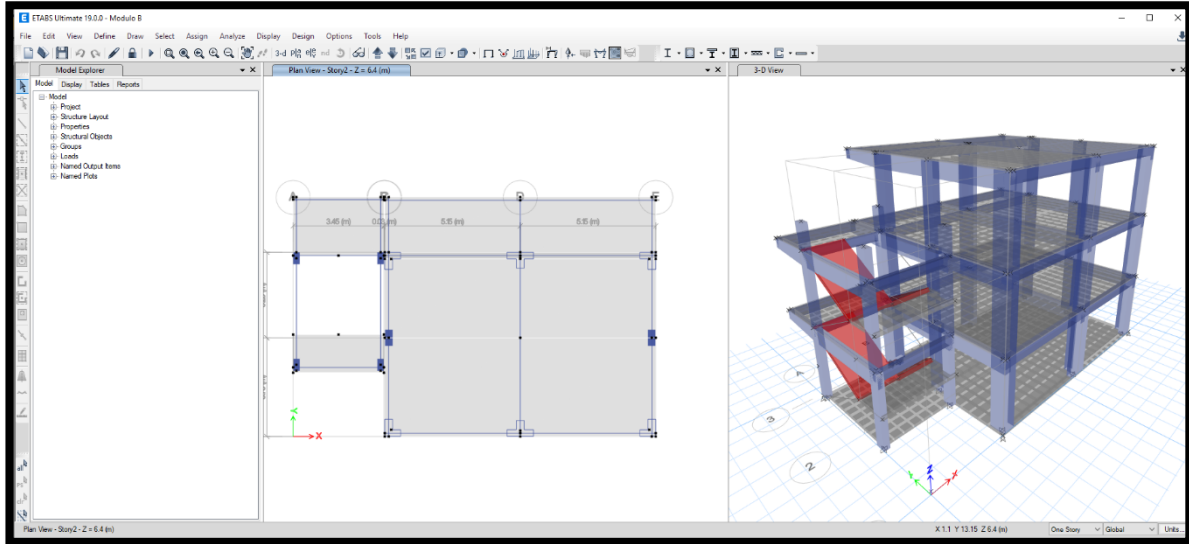 ETABS Ultimate 19.0.0 - Modulo B
File Edit View Define Draw Select Assign Analyze Display Design Options Tools Help
3-d
Model Explorer
Plan View - Story2 - Z = 6.4 (m)
3-D View
Model Display Tables Reports
Model
Project
Structure Layout
Properties
Structural Objects
Groups
Loads
Named Output Items
Named Plots
A B D E
3.45 (m) 5.15 (m) 5.15 (m)
Y
X
3
2
Y Z X
Plan View - Story2 - Z = 6.4 (m)
X 1.1 Y 13.15 Z 6.4 (m)
One Story
Global
Units...